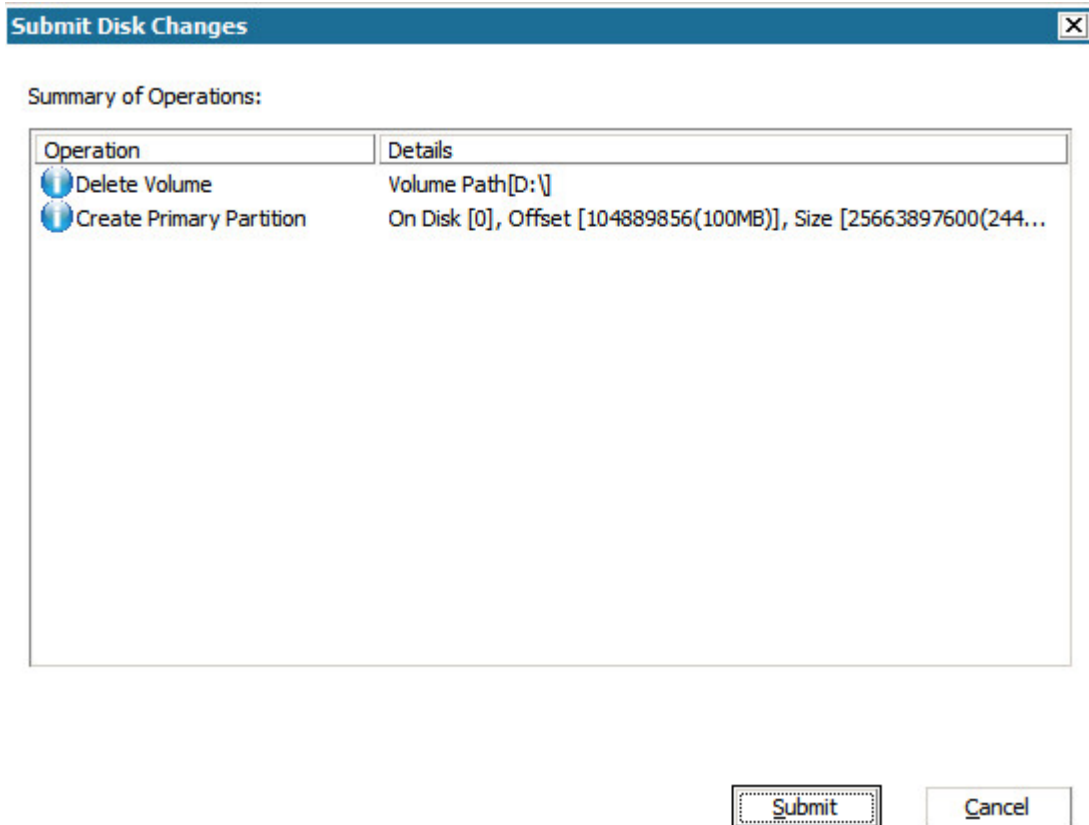 Submit Disk Changes
Summary of Operations:
Operation Details
Delete Volume Volume Path[D:\]
Create Primary Partition On Disk [0], Offset [104889856(100MB)], Size [25663897600(244...
Submit Cancel